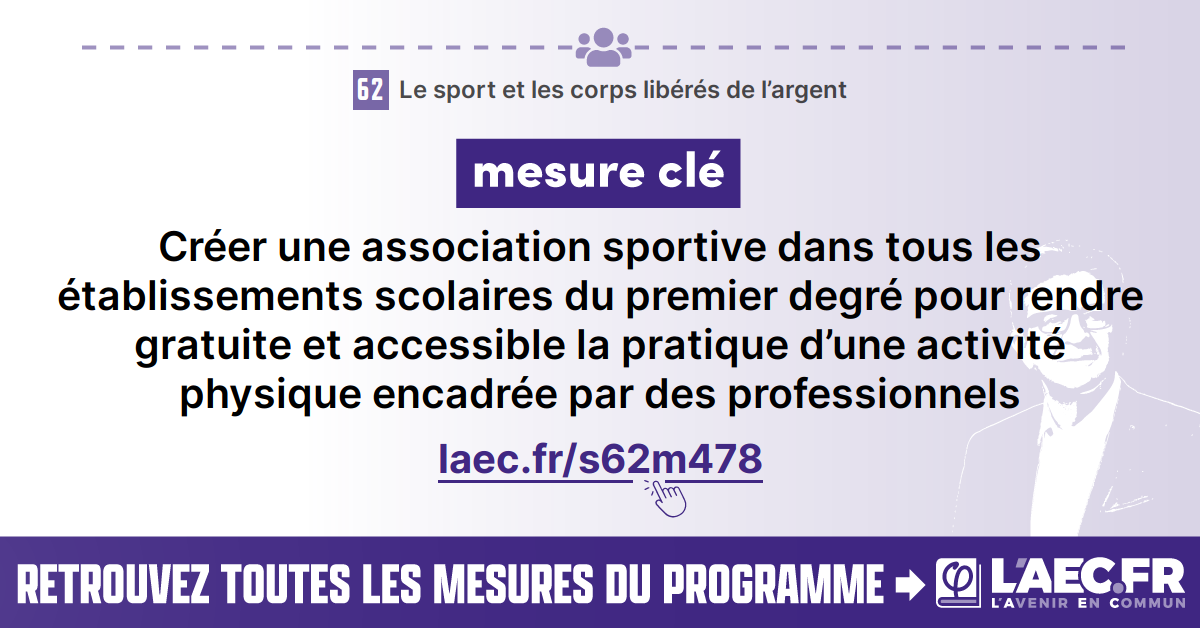 62 Le sport et les corps libérés de l’argent
mesure clé
Créer une association sportive dans tous les
établissements scolaires du premier degré pour rendre
gratuite et accessible la pratique d’une activité
physique encadrée par des professionnels
laec.fr/s62m478
RETROUVEZ TOUTES LES MESURES DU PROGRAMME
φ L’AEC.FR
L’AVENIR EN COMMUN